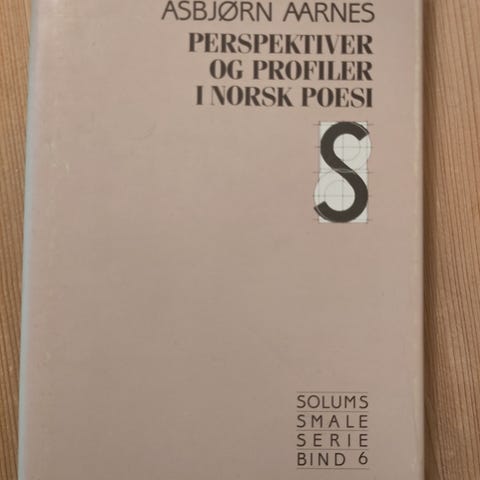 ASBJØRN AARNES
PERSPEKTIVER
OG PROFILER
I NORSK POESI
S
SOLUMS
SMALE
SERIE
BIND 6